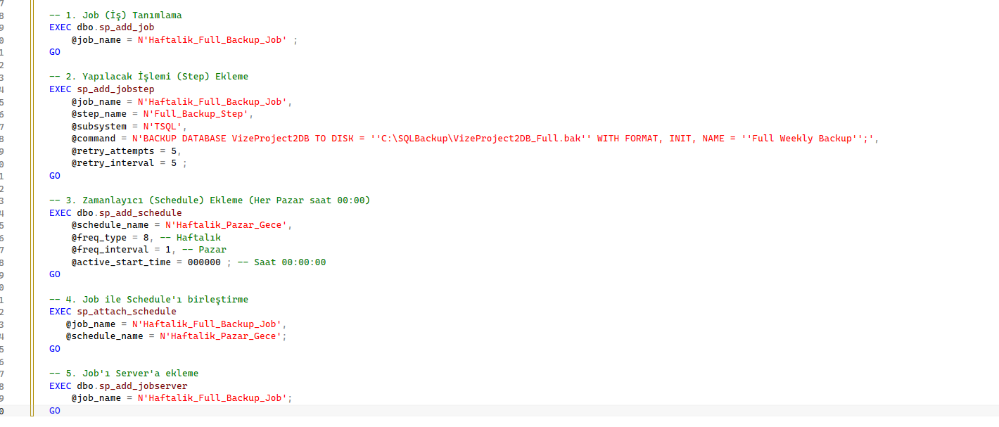 -- 1. Job (İş) Tanımlama
EXEC dbo.sp_add_job
@job_name = N'Haftalik_Full_Backup_Job' ;
GO
-- 2. Yapılacak İşlemi (Step) Ekleme
EXEC sp_add_jobstep
@job_name = N'Haftalik_Full_Backup_Job',
@step_name = N'Full_Backup_Step',
@subsystem = N'TSQL',
@command = N'BACKUP DATABASE VizeProject2DB TO DISK = ''C:\SQLBackup\VizeProject2DB_Full.bak'' WITH FORMAT, INIT, NAME = ''Full Weekly Backup'';',
@retry_attempts = 5,
@retry_interval = 5 ;
GO
-- 3. Zamanlayıcı (Schedule) Ekleme (Her Pazar saat 00:00)
EXEC dbo.sp_add_schedule
@schedule_name = N'Haftalik_Pazar_Gece',
@freq_type = 8, -- Haftalık
@freq_interval = 1, -- Pazar
@active_start_time = 000000 ; -- Saat 00:00:00
GO
-- 4. Job ile Schedule'ı birleştirme
EXEC sp_attach_schedule
@job_name = N'Haftalik_Full_Backup_Job',
@schedule_name = N'Haftalik_Pazar_Gece';
GO
-- 5. Job'ı Server'a ekleme
EXEC dbo.sp_add_jobserver
@job_name = N'Haftalik_Full_Backup_Job';
GO